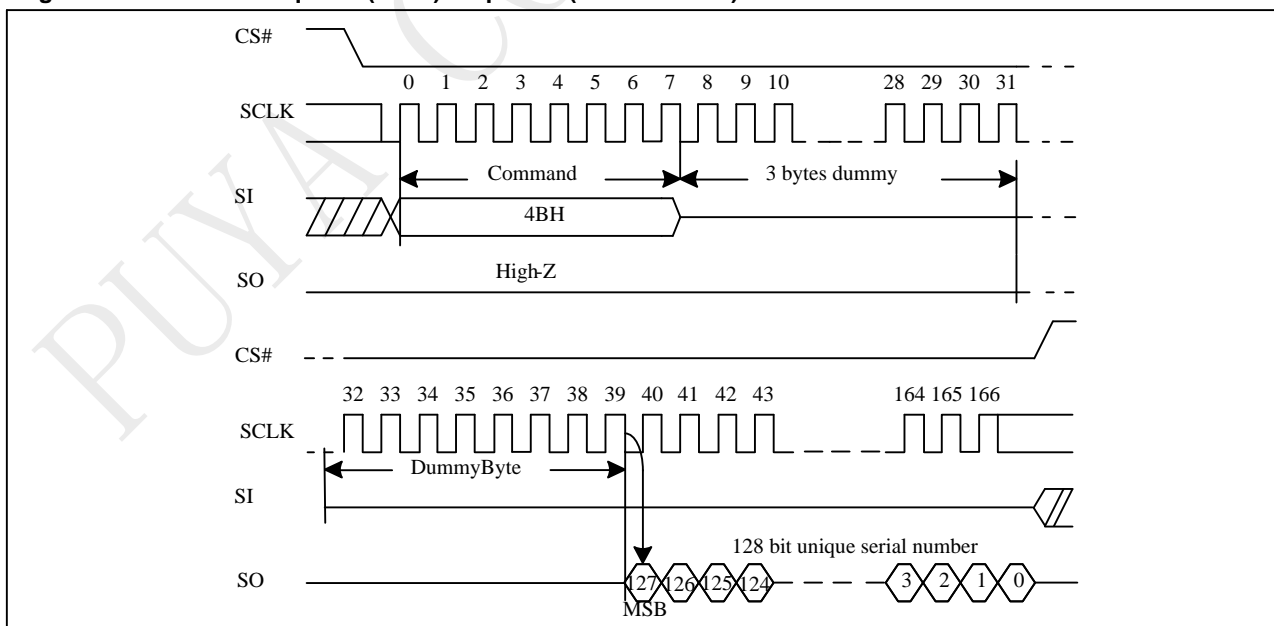 CS#
0 1 2 3 4 5 6 7 8 9 10 28 29 30 31
SCLK
Command 3 bytes dummy
SI
4BH
High-Z
SO
CS#
32 33 34 35 36 37 38 39 40 41 42 43 164 165 166
SCLK
DummyByte
SI
128 bit unique serial number
SO 127 126 125 124 3 2 1 0
MSB
PUYA